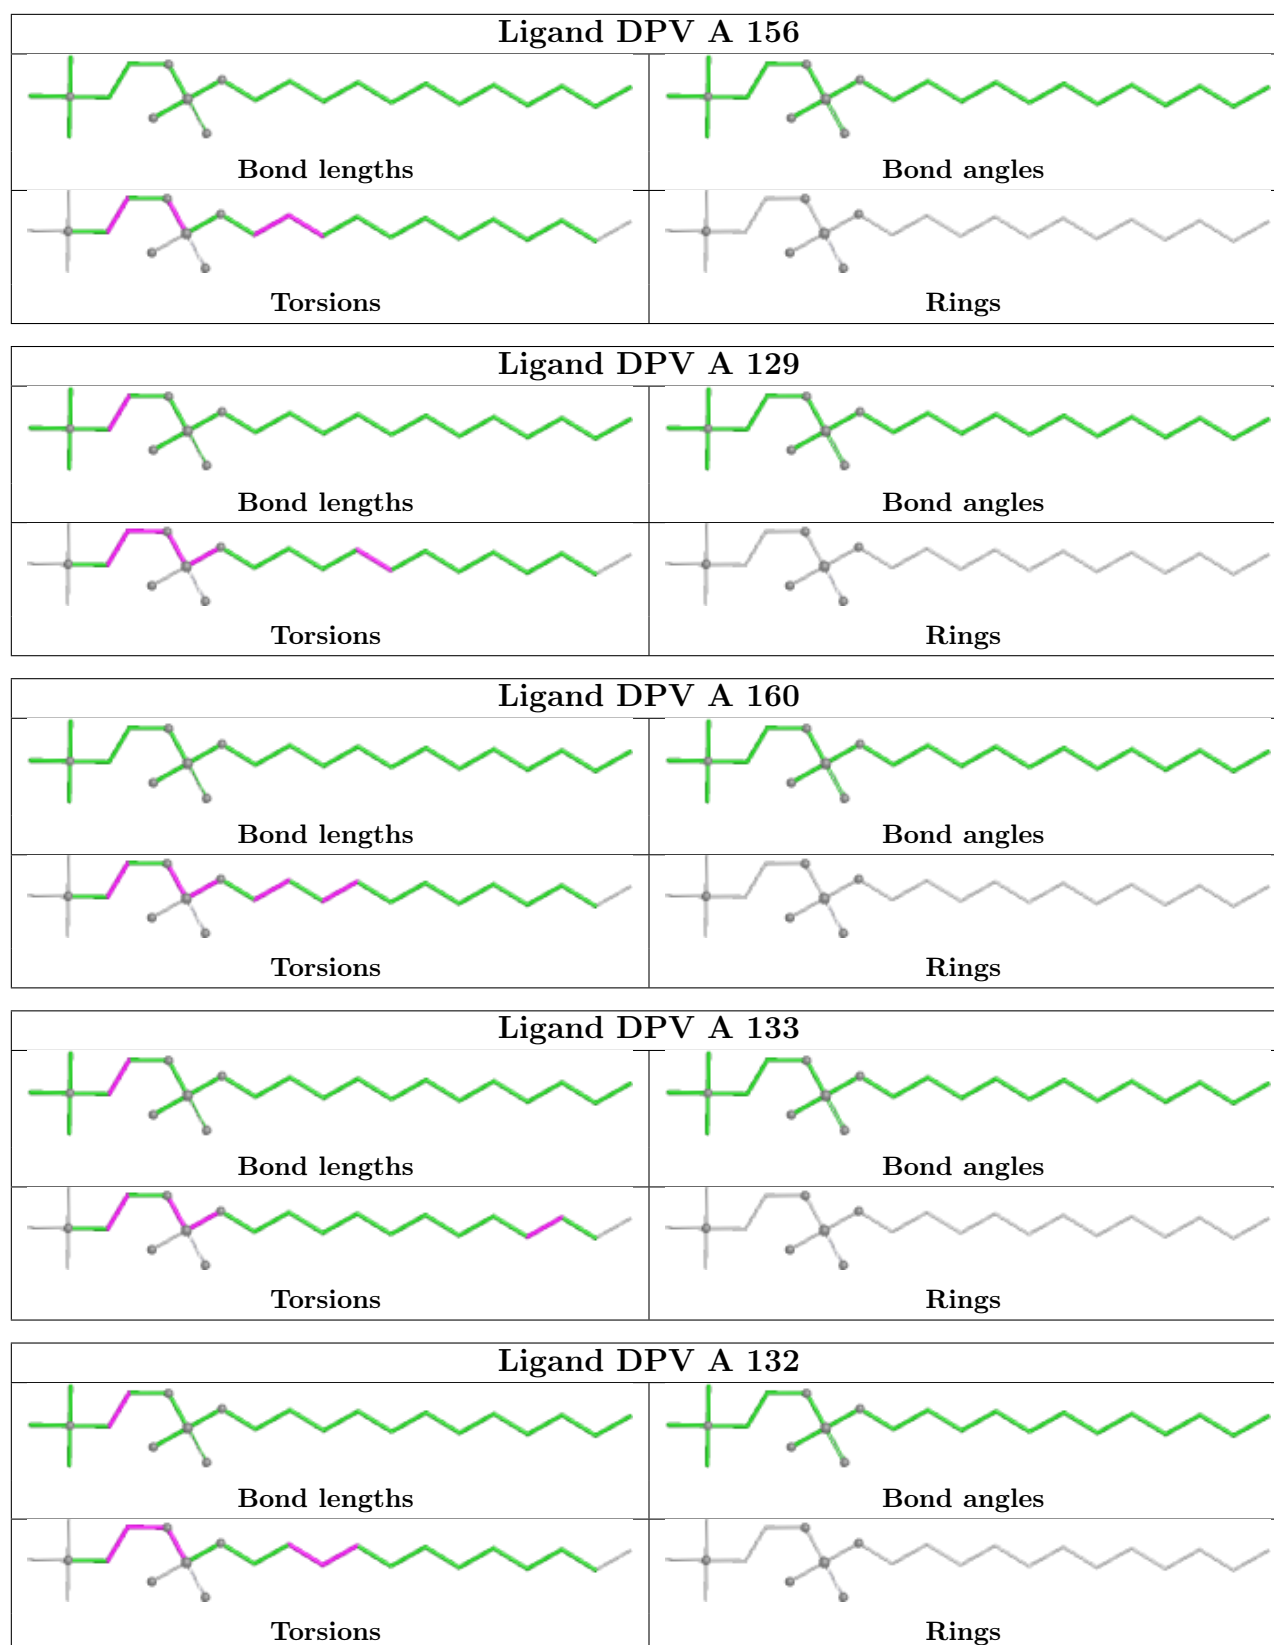 Ligand DPV A 156
Bond lengths
Bond angles
Torsions
Rings
Ligand DPV A 129
Bond lengths
Bond angles
Torsions
Rings
Ligand DPV A 160
Bond lengths
Bond angles
Torsions
Rings
Ligand DPV A 133
Bond lengths
Bond angles
Torsions
Rings
Ligand DPV A 132
Bond lengths
Bond angles
Torsions
Rings